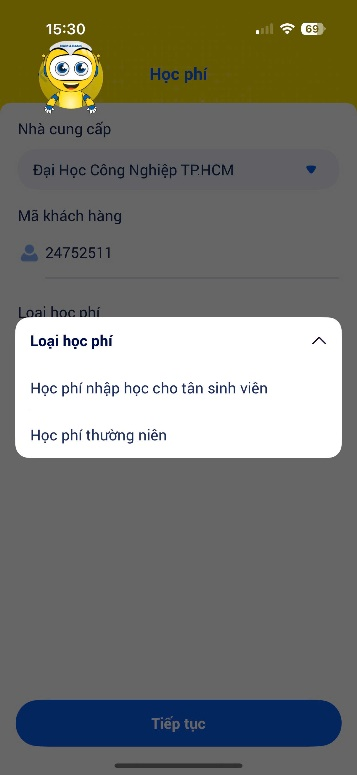 15:30
69
Học phí
Nhà cung cấp
Đại Học Công Nghiệp TP.HCM
Mã khách hàng
24752511
Loại học phí
Loại học phí
Học phí nhập học cho tân sinh viên
Học phí thường niên
Tiếp tục